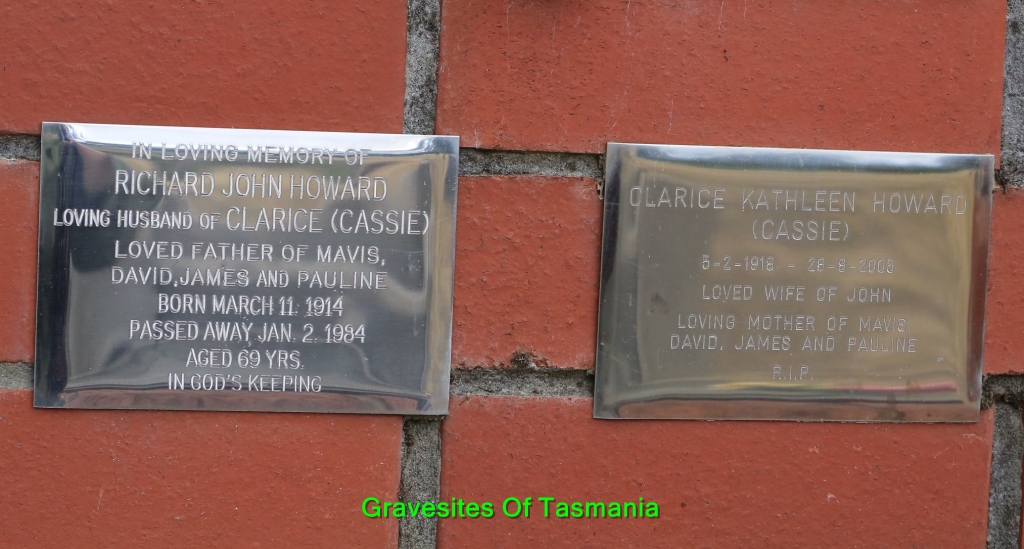 IN LOVING MEMORY OF
RICHARD JOHN HOWARD
LOVING HUSBAND OF CLARICE (CASSIE)
LOVED FATHER OF MAVIS,
DAVID, JAMES AND PAULINE
BORN MARCH 11. 1914
PASSED AWAY, JAN. 2. 1984
AGED 69 YRS.
IN GOD'S KEEPING
CLARICE KATHLEEN HOWARD
(CASSIE)
LOVED WIFE OF JOHN
LOVING MOTHER OF MAVIS,
DAVID, JAMES AND PAULINE
R.I.P.
Gravesites Of Tasmania